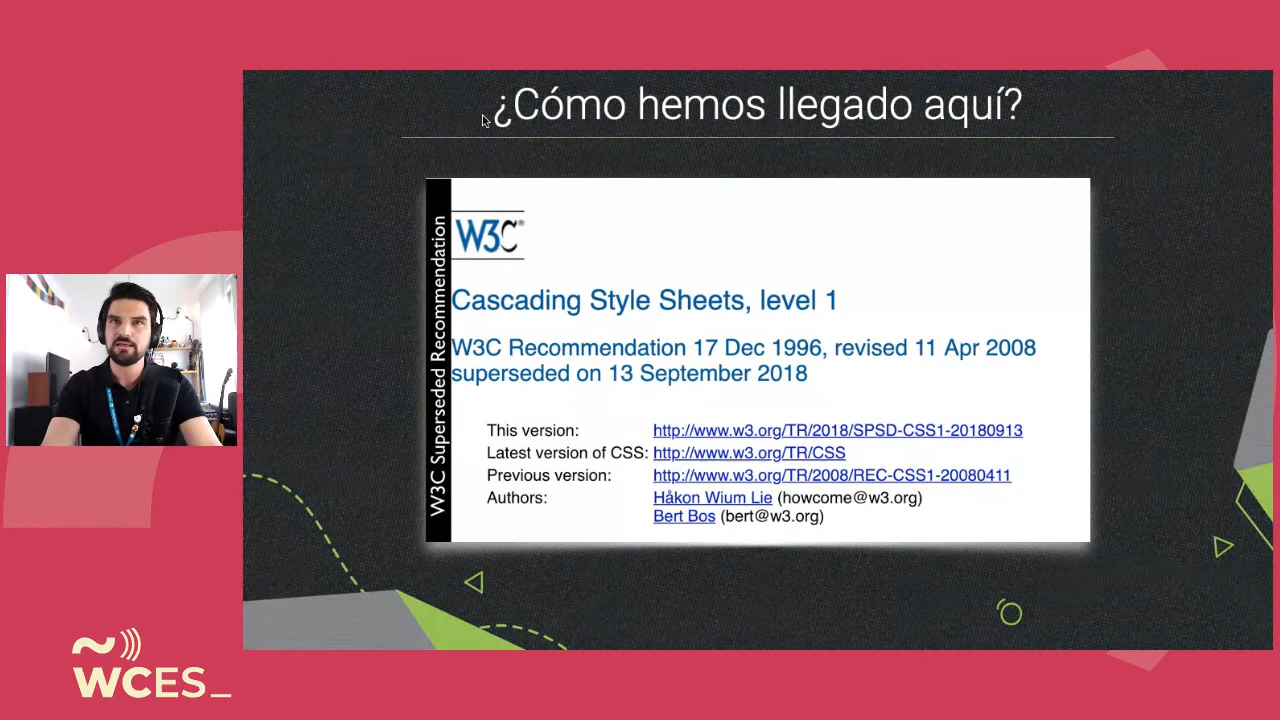 ¿Cómo hemos llegado aquí?
W3C Superseded Recommendation
W3C®
Cascading Style Sheets, level 1
W3C Recommendation 17 Dec 1996, revised 11 Apr 2008
superseded on 13 September 2018
This version: http://www.w3.org/TR/2018/SPSD-CSS1-20180913
Latest version of CSS: http://www.w3.org/TR/CSS
Previous version: http://www.w3.org/TR/2008/REC-CSS1-20080411
Authors: Håkon Wium Lie (howcome@w3.org)
Bert Bos (bert@w3.org)
WCES_